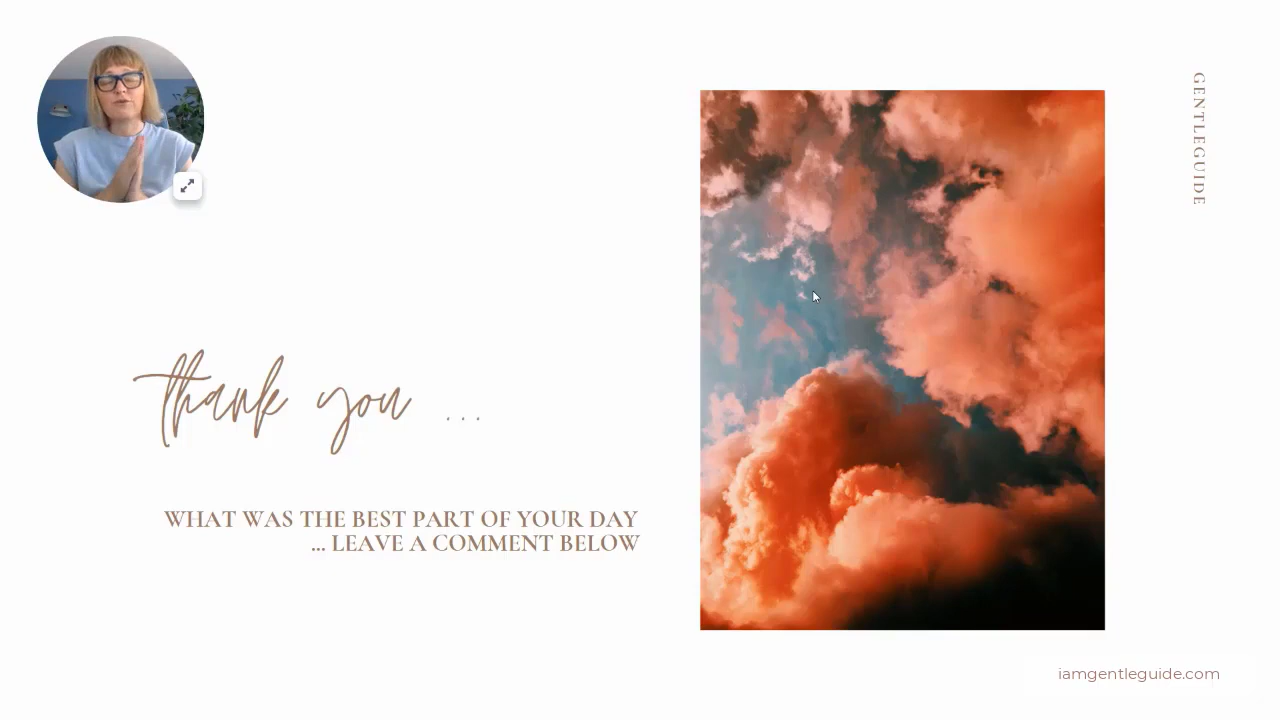 GENTLEGUIDE
thank you ...
WHAT WAS THE BEST PART OF YOUR DAY
... LEAVE A COMMENT BELOW
iamgentleguide.com